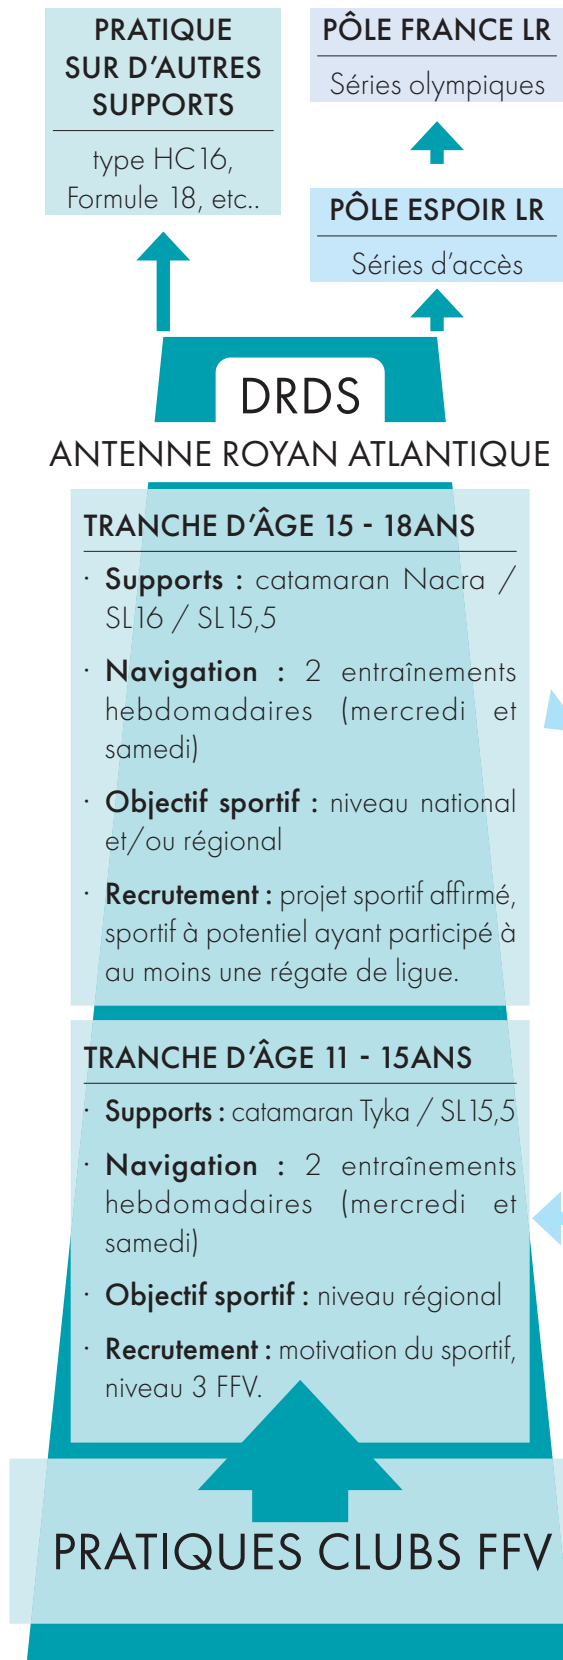 PRATIQUE
SUR D'AUTRES
SUPPORTS
type HC16,
Formule 18, etc..
PÔLE FRANCE LR
Séries olympiques
PÔLE ESPOIR LR
Séries d'accès
DRDS
ANTENNE ROYAN ATLANTIQUE
TRANCHE D'ÂGE 15 - 18ANS
· Supports : catamaran Nacra /
SL16 / SL15,5
· Navigation : 2 entraînements
hebdomadaires (mercredi et
samedi)
· Objectif sportif : niveau national
et/ou régional
· Recrutement : projet sportif affirmé,
sportif à potentiel ayant participé à
au moins une régate de ligue.
TRANCHE D'ÂGE 11 - 15ANS
· Supports : catamaran Tyka / SL15,5
· Navigation : 2 entraînements
hebdomadaires (mercredi et
samedi)
· Objectif sportif : niveau régional
· Recrutement : motivation du sportif,
niveau 3 FFV.
PRATIQUES CLUBS FFV